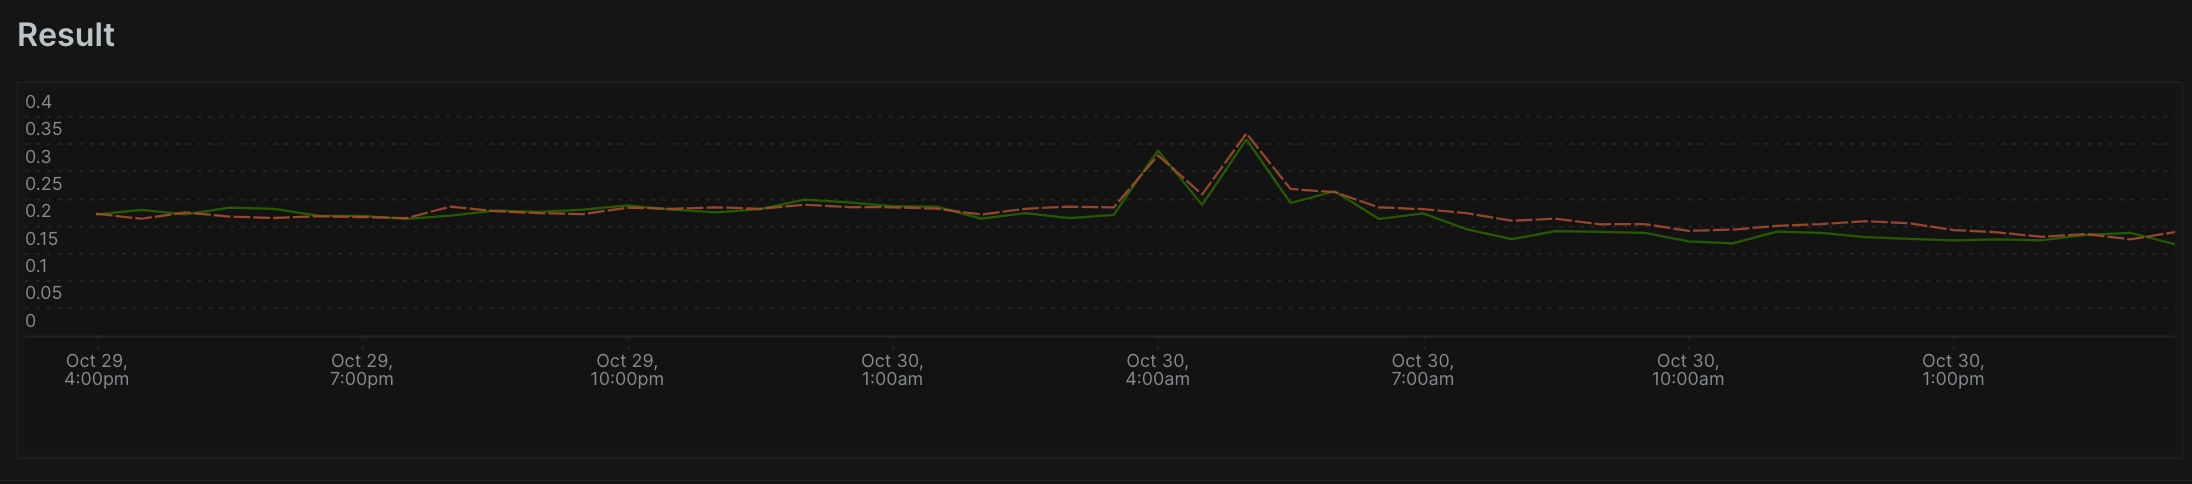 Result
0.4
0.35
0.3
0.25
0.2
0.15
0.1
0.05
0
Oct 29,
4:00pm
Oct 29,
7:00pm
Oct 29,
10:00pm
Oct 30,
1:00am
Oct 30,
4:00am
Oct 30,
7:00am
Oct 30,
10:00am
Oct 30,
1:00pm